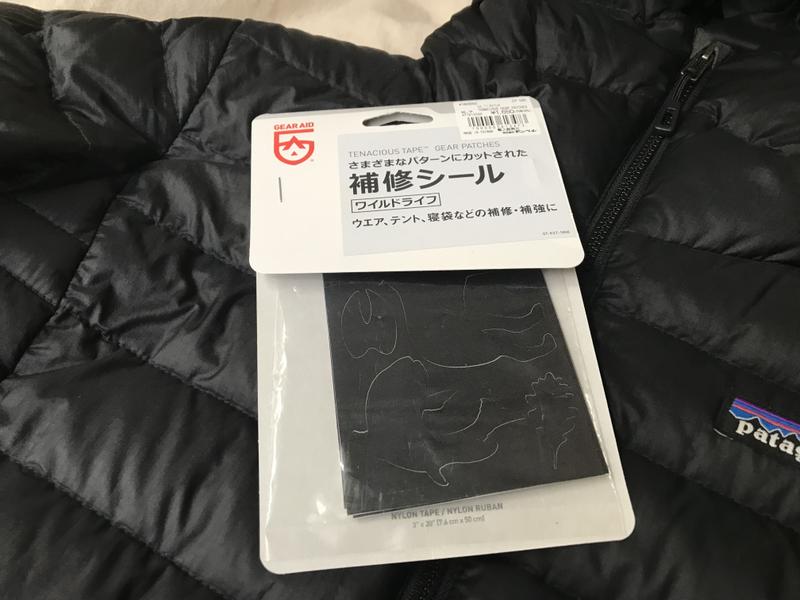 GEAR AID
TENACIOUS TAPE™ GEAR PATCHES
さまざまなパターンにカットされた
補修シール
ワイルドライフ
ウエア、テント、寝袋などの補修・補強に
NYLON TAPE / NYLON RUBAN
3" x 20" (7.6 cm x 50 cm)
patag